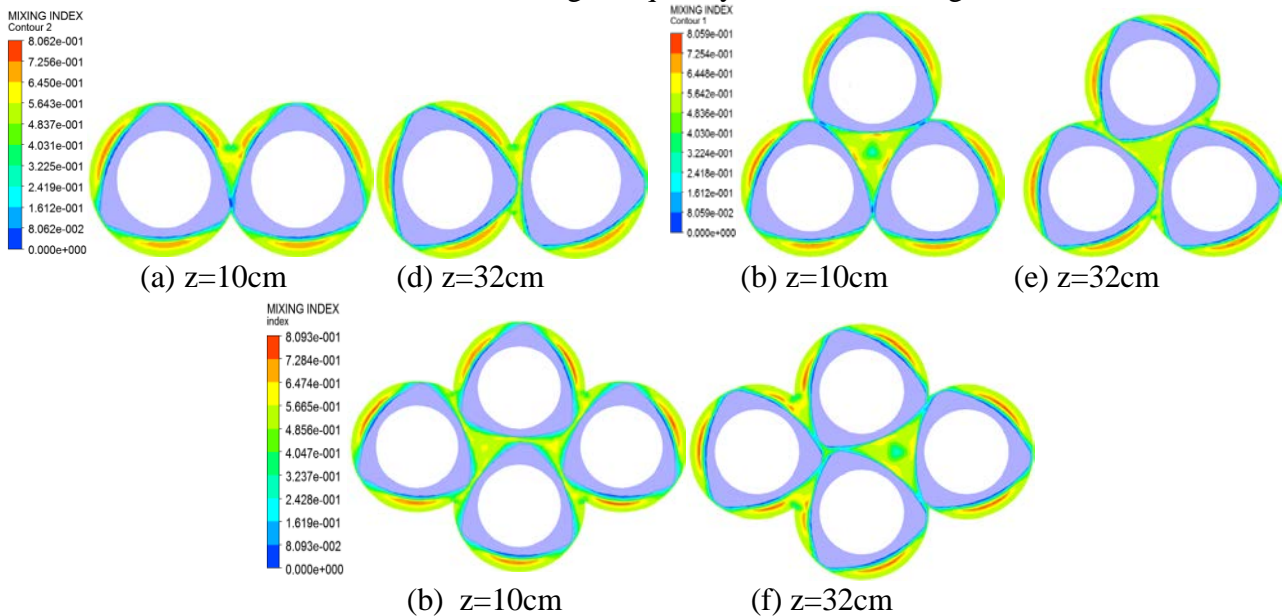 MIXING INDEX
Contour 2
8.062e-001
7.256e-001
6.450e-001
5.643e-001
4.837e-001
4.031e-001
3.225e-001
2.419e-001
1.612e-001
8.062e-002
0.000e+000
MIXING INDEX
Contour 1
8.059e-001
7.254e-001
6.448e-001
5.642e-001
4.836e-001
4.030e-001
3.224e-001
2.418e-001
1.612e-001
8.059e-002
0.000e+000
(a) z=10cm
(d) z=32cm
(b) z=10cm
(e) z=32cm
MIXING INDEX
index
8.093e-001
7.284e-001
6.474e-001
5.665e-001
4.856e-001
4.047e-001
3.237e-001
2.428e-001
1.619e-001
8.093e-002
0.000e+000
(b) z=10cm
(f) z=32cm